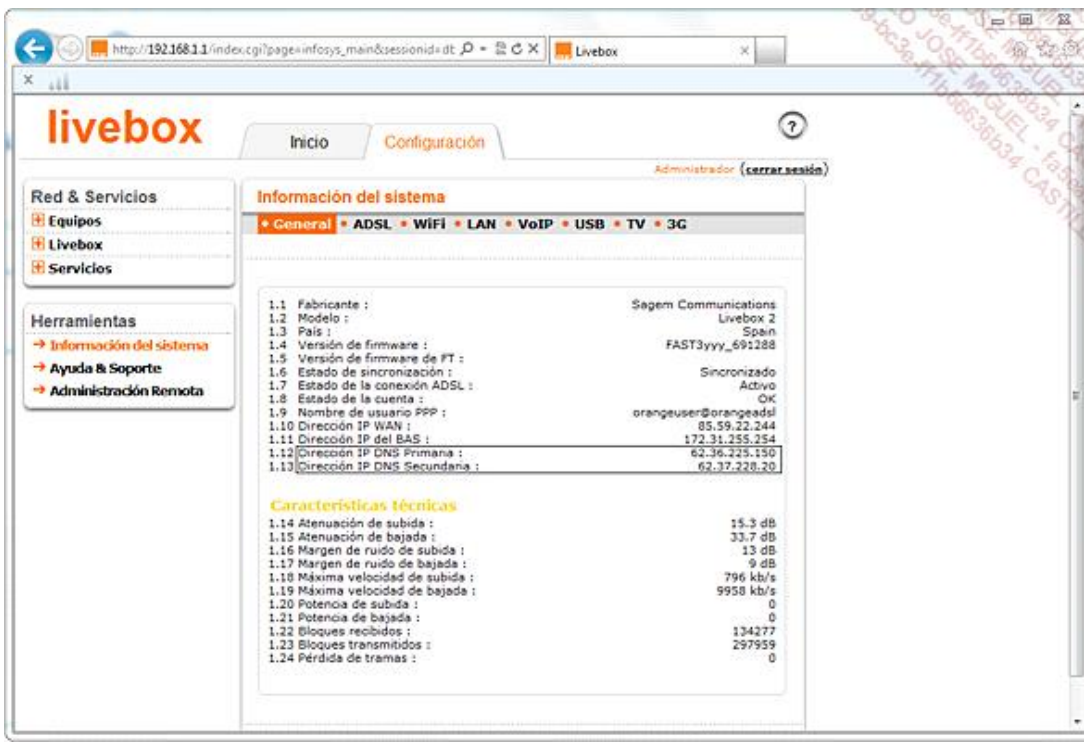 http://192.168.1.1/index.cgi?page=infosys_main&sessionid=dt
Livebox
livebox
Inicio
Configuración
?
Administrador (cerrar sesión)
Red & Servicios
Equipos
Livebox
Servicios
Herramientas
Información del sistema
Ayuda & Soporte
Administración Remota
Información del sistema
General • ADSL • WiFi • LAN • VoIP • USB • TV • 3G
1.1 Fabricante : Sagem Communications
1.2 Modelo : Livebox 2
1.3 País : Spain
1.4 Versión de firmware : FAST3yyy_691288
1.5 Versión de firmware de FT :
1.6 Estado de sincronización : Sincronizado
1.7 Estado de la conexión ADSL : Activo
1.8 Estado de la cuenta : OK
1.9 Nombre de usuario PPP : orangeuser@orangeadsl
1.10 Dirección IP WAN : 85.59.22.244
1.11 Dirección IP del BAS : 172.31.255.254
1.12 Dirección IP DNS Primaria : 62.36.225.150
1.13 Dirección IP DNS Secundaria : 62.37.228.20
Características técnicas
1.14 Atenuación de subida : 15.3 dB
1.15 Atenuación de bajada : 33.7 dB
1.16 Margen de ruido de subida : 13 dB
1.17 Margen de ruido de bajada : 9 dB
1.18 Máxima velocidad de subida : 796 kb/s
1.19 Máxima velocidad de bajada : 9958 kb/s
1.20 Potencia de subida : 0
1.21 Potencia de bajada : 0
1.22 Bloques recibidos : 134277
1.23 Bloques transmitidos : 297959
1.24 Pérdida de tramas : 0
JOSE MIGUEL